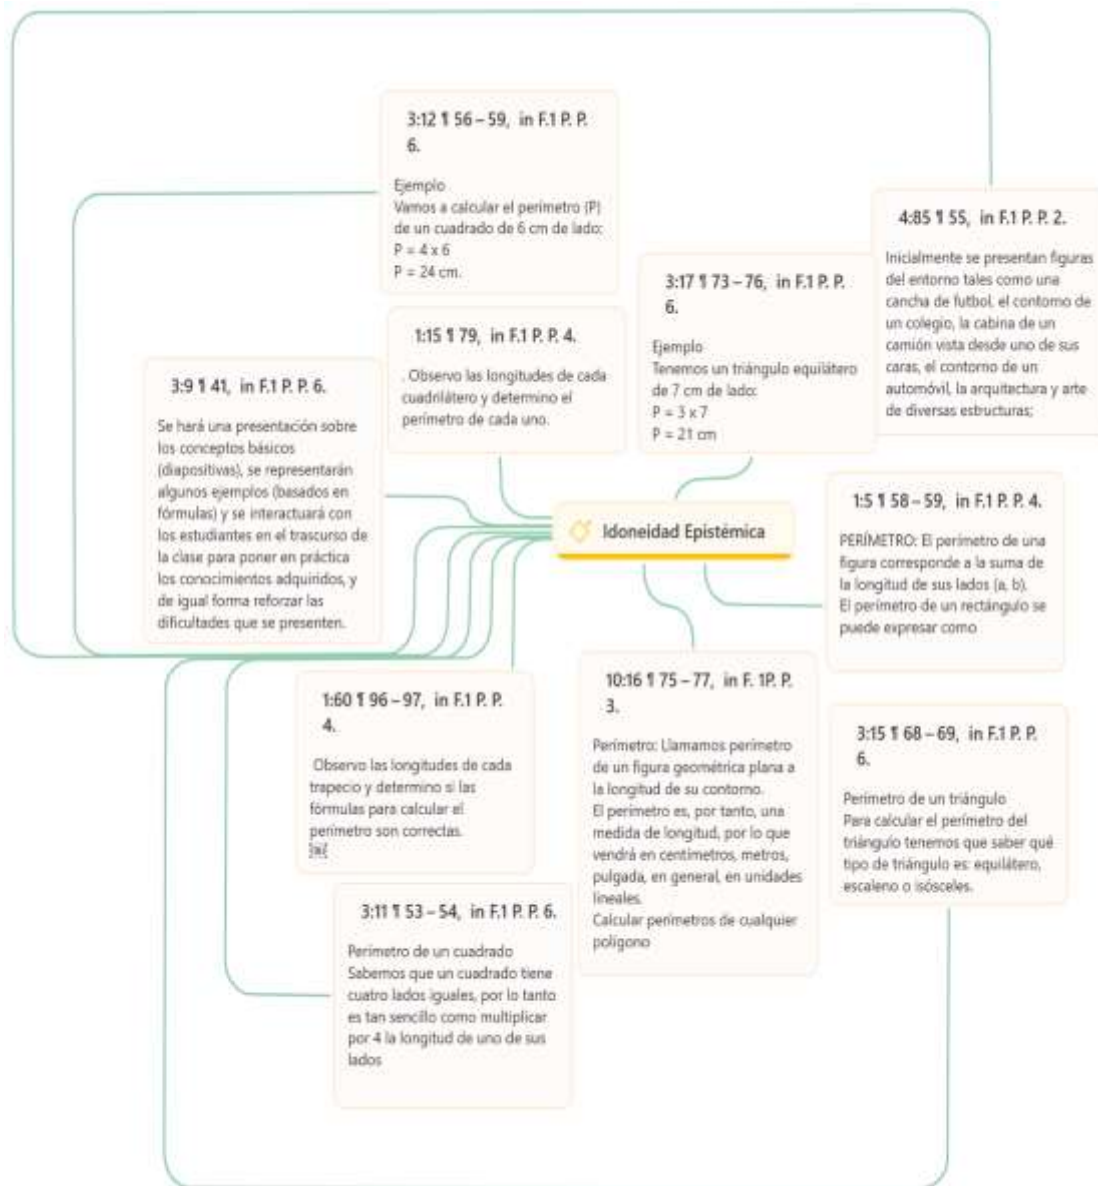 3:12 ¶ 56 – 59, in F.1 P. P.
6.
Ejemplo
Vamos a calcular el perímetro (P)
de un cuadrado de 6 cm de lado:
P = 4 x 6
P = 24 cm.
4:85 ¶ 55, in F.1 P. P. 2.
Inicialmente se presentan figuras
del entorno tales como una
cancha de futbol, el contorno de
un colegio, la cabina de un
camión vista desde uno de sus
caras, el contorno de un
automóvil, la arquitectura y arte
de diversas estructuras;
3:17 ¶ 73 – 76, in F.1 P. P.
6.
Ejemplo
Tenemos un triángulo equilátero
de 7 cm de lado:
P = 3 x 7
P = 21 cm
1:15 ¶ 79, in F.1 P. P. 4.
. Observo las longitudes de cada
cuadrilátero y determino el
perímetro de cada uno.
3:9 ¶ 41, in F.1 P. P. 6.
Se hará una presentación sobre
los conceptos básicos
(diapositivas), se representarán
algunos ejemplos (basados en
fórmulas) y se interactuará con
los estudiantes en el trascurso de
la clase para poner en práctica
los conocimientos adquiridos, y
de igual forma reforzar las
dificultades que se presenten.
Idoneidad Epistémica
1:5 ¶ 58 – 59, in F.1 P. P. 4.
PERÍMETRO: El perímetro de una
figura corresponde a la suma de
la longitud de sus lados (a, b).
El perímetro de un rectángulo se
puede expresar como
1:60 ¶ 96 – 97, in F.1 P. P.
4.
Observo las longitudes de cada
trapecio y determino si las
fórmulas para calcular el
perímetro son correctas.
10:16 ¶ 75 – 77, in F. 1P. P.
3.
Perímetro: Llamamos perímetro
de un figura geométrica plana a
la longitud de su contorno.
El perímetro es, por tanto, una
medida de longitud, por lo que
vendrá en centímetros, metros,
pulgada, en general, en unidades
lineales.
Calcular perímetros de cualquier
polígono
3:15 ¶ 68 – 69, in F.1 P. P.
6.
Perímetro de un triángulo
Para calcular el perímetro del
triángulo tenemos que saber qué
tipo de triángulo es: equilátero,
escaleno o isósceles.
3:11 ¶ 53 – 54, in F.1 P. P. 6.
Perímetro de un cuadrado
Sabemos que un cuadrado tiene
cuatro lados iguales, por lo tanto
es tan sencillo como multiplicar
por 4 la longitud de uno de sus
lados